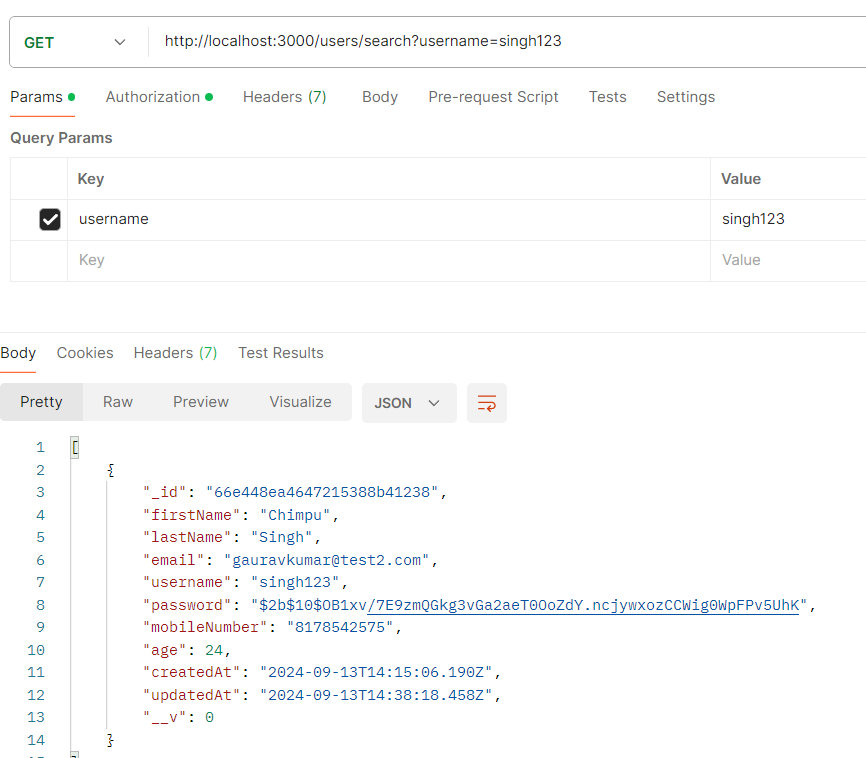 GET http://localhost:3000/users/search?username=singh123
Params Authorization Headers (7) Body Pre-request Script Tests Settings
Query Params
Key Value
username singh123
Key Value
Body Cookies Headers (7) Test Results
Pretty Raw Preview Visualize JSON
1 [
2 {
3 "_id": "66e448ea4647215388b41238",
4 "firstName": "Chimpu",
5 "lastName": "Singh",
6 "email": "gauravkumar@test2.com",
7 "username": "singh123",
8 "password": "$2b$10$OB1xv/7E9zmQGkg3vGa2aeT0OoZdY.ncjywxozCCWig0WpFPv5UhK",
9 "mobileNumber": "8178542575",
10 "age": 24,
11 "createdAt": "2024-09-13T14:15:06.190Z",
12 "updatedAt": "2024-09-13T14:38:18.458Z",
13 "__v": 0
14 }